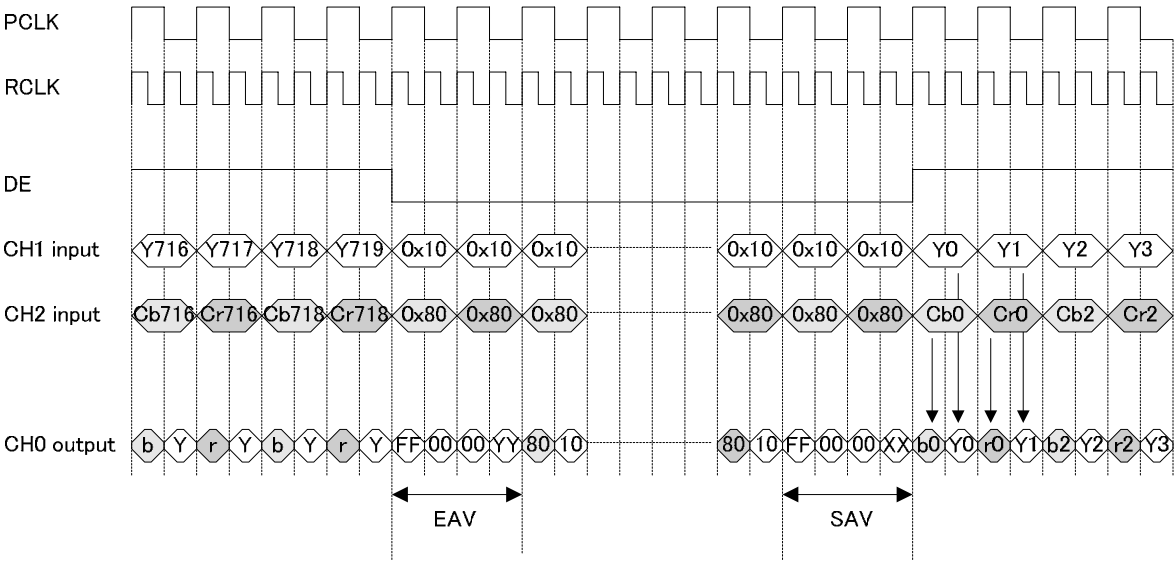 PCLK
RCLK
DE
CH1 input Y716 Y717 Y718 Y719 0x10 0x10 0x10 0x10 0x10 0x10 Y0 Y1 Y2 Y3
CH2 input Cb716 Cr716 Cb718 Cr718 0x80 0x80 0x80 0x80 0x80 0x80 Cb0 Cr0 Cb2 Cr2
CH0 output b Y r Y b Y r Y FF 00 00 YY 80 10 80 10 FF 00 00 XX b0 Y0 r0 Y1 b2 Y2 r2 Y3
EAV SAV